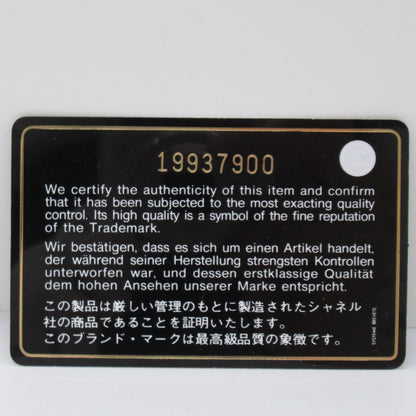 19937900
We certify the authenticity of this item and confirm
that it has been subjected to the most exacting quality
control. Its high quality is a symbol of the fine reputation
of the Trademark.
Wir bestätigen, dass es sich um einen Artikel handelt,
der während seiner Herstellung strengsten Kontrollen
unterworfen war, und dessen erstklassige Qualität
dem hohen Ansehen unserer Marke entspricht.
この製品は厳しい管理のもとに製造されたシャネル
社の商品であることを証明いたします。
このブランド・マークは最高級品質の象徴です。
SYSTEME BREVETE